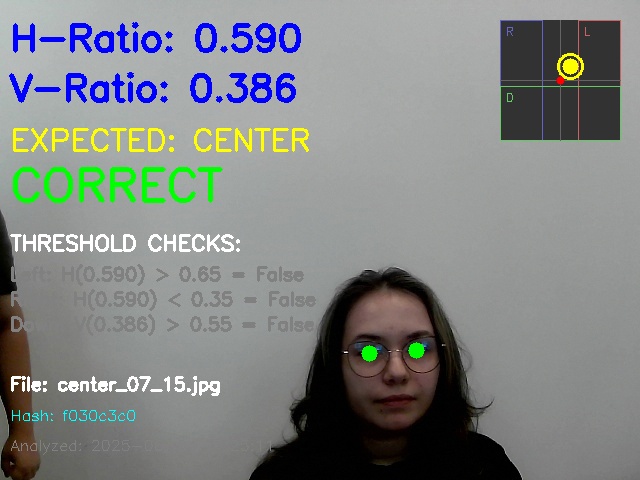 H-Ratio: 0.590
V-Ratio: 0.386
EXPECTED: CENTER
CORRECT
THRESHOLD CHECKS:
Left: H(0.590) > 0.65 = False
H(0.590) < 0.35 = False
V(0.386) > 0.55 = False
File: center_07_15.jpg
Hash: f030c3c0
Analyzed: 2025-
R
L
D